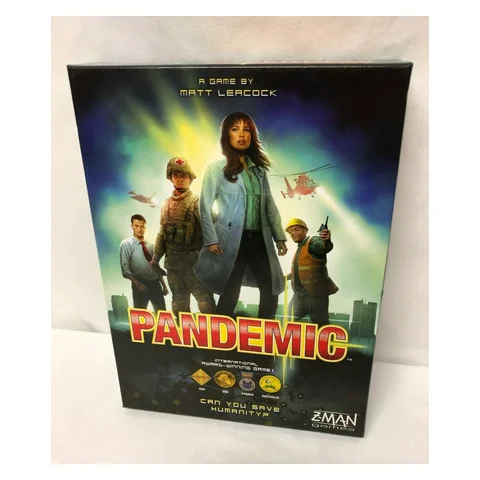 A GAME BY
MATT LEACOCK
PANDEMIC
INTERNATIONAL
AWARD-WINNING GAME!
CAN YOU SAVE
HUMANITY?
Z-MAN
games